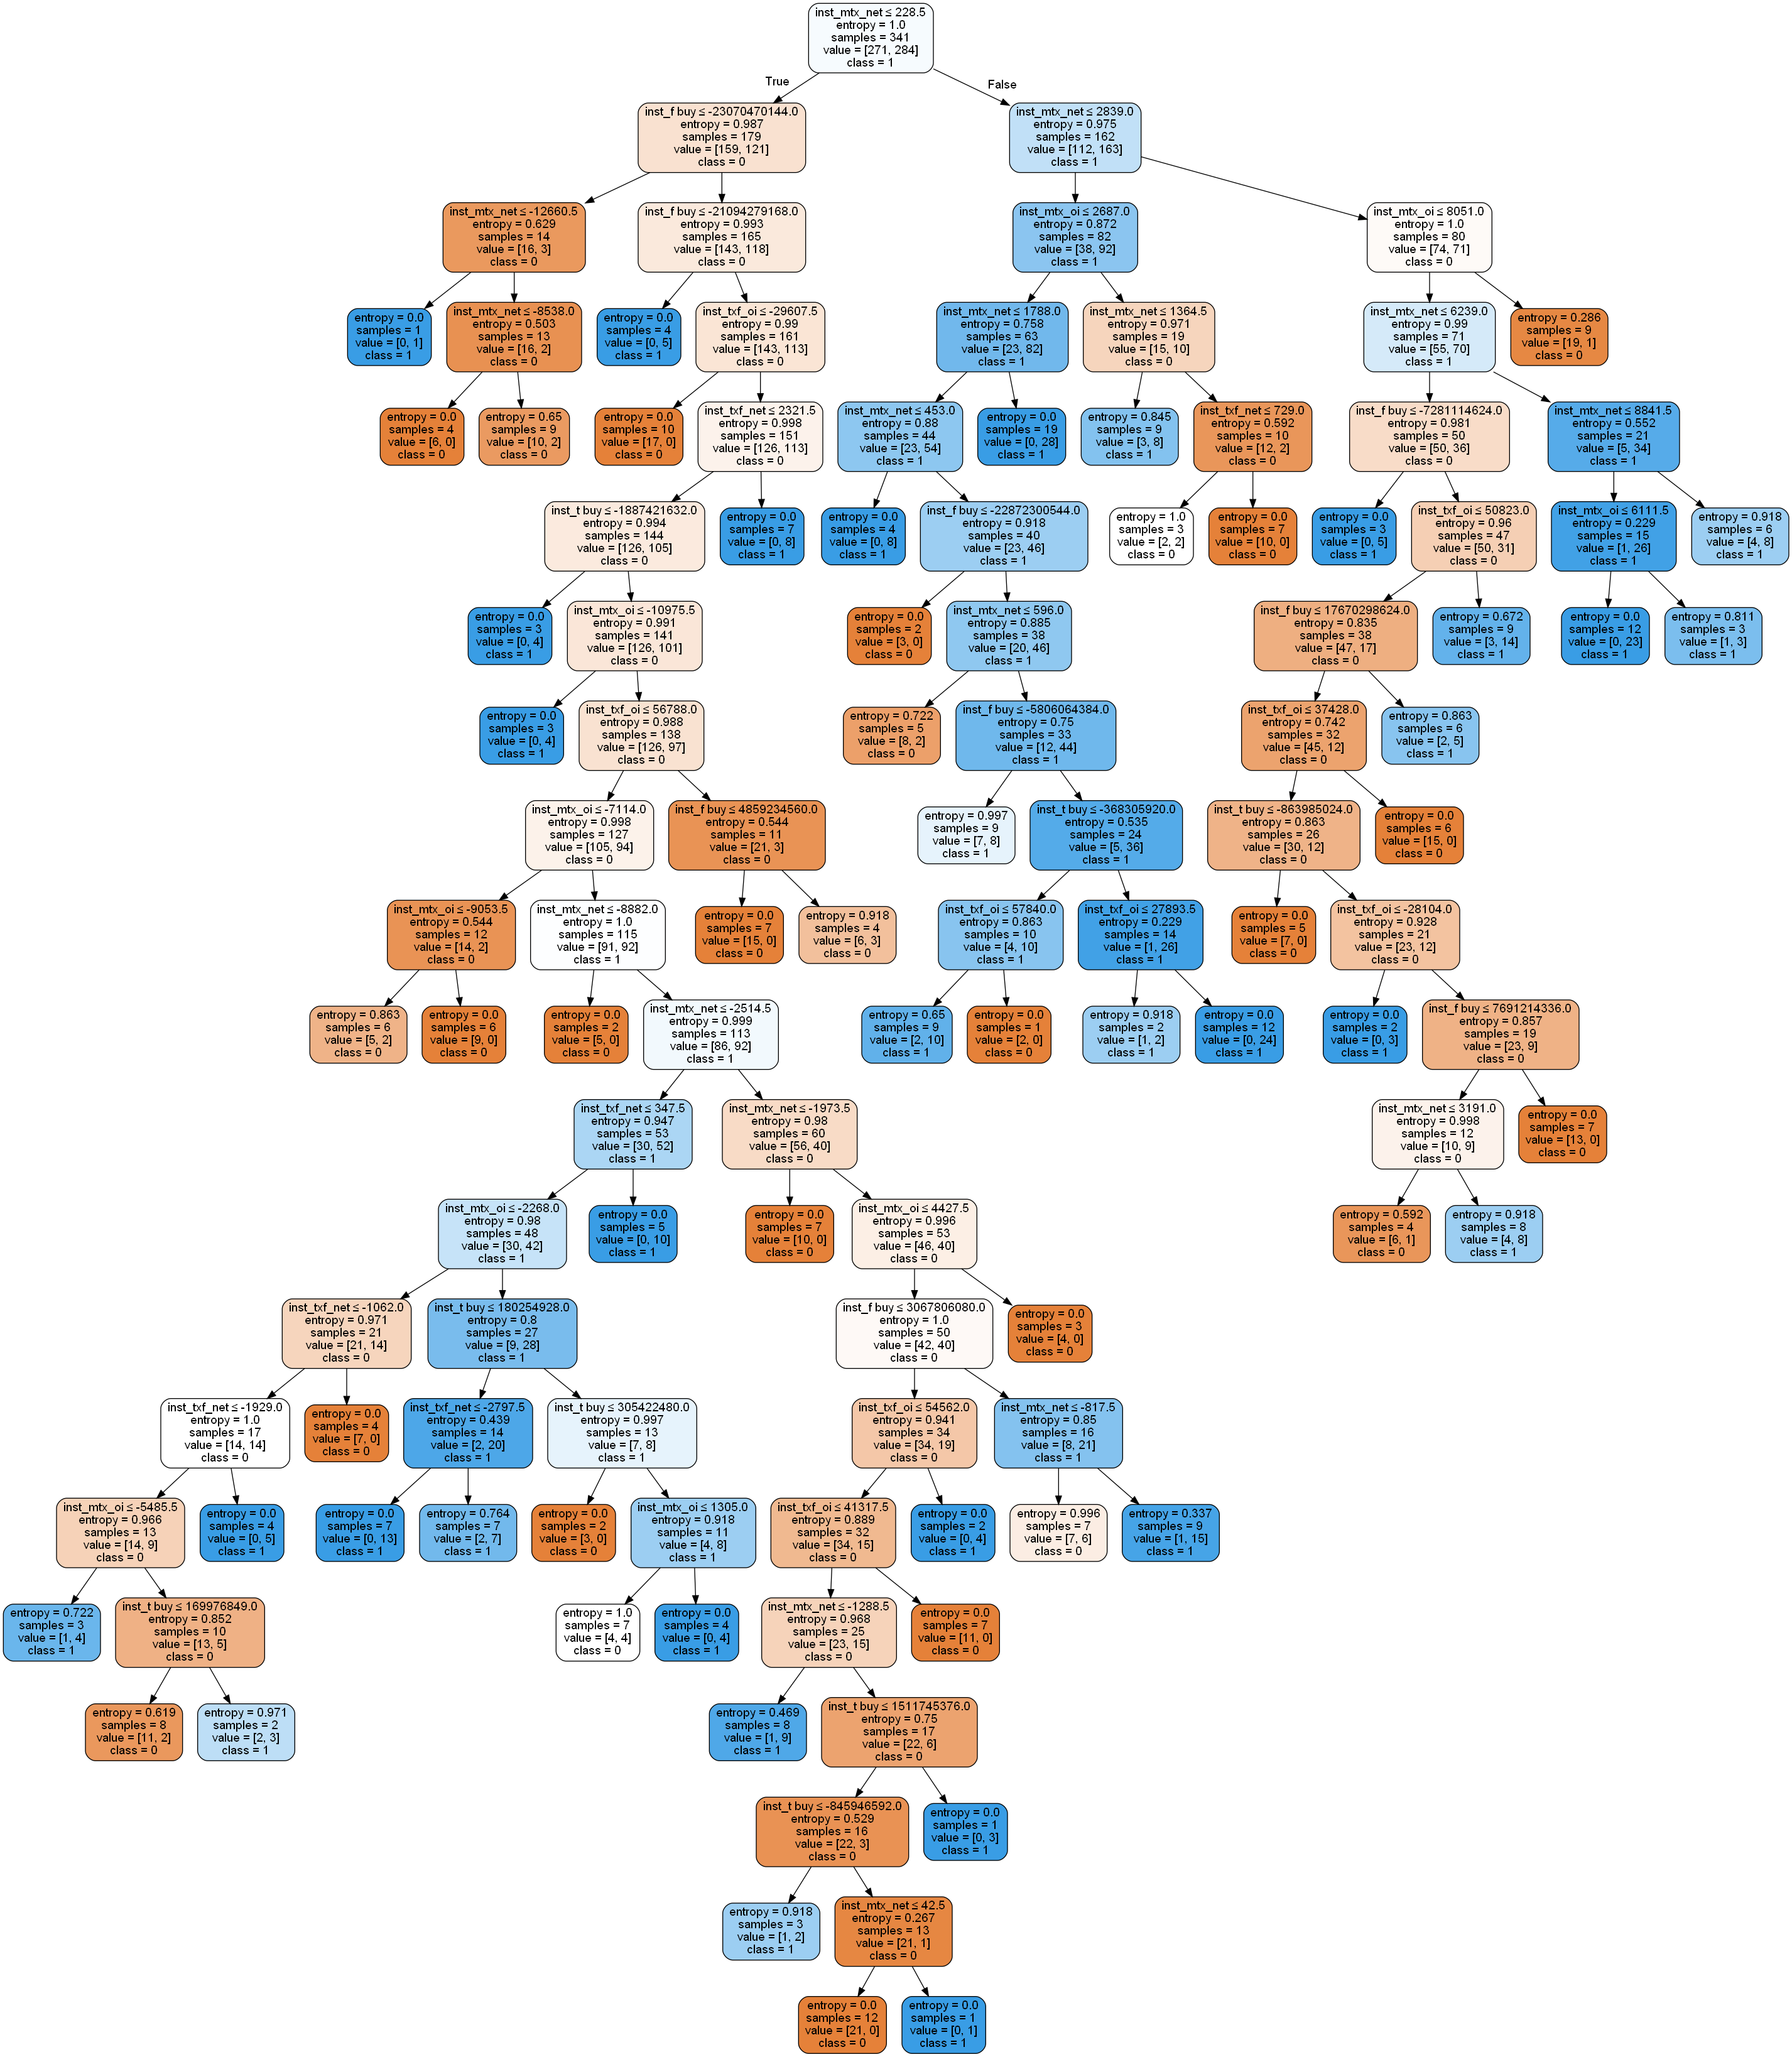 inst_mtx_net ≤ 228.5
entropy = 1.0
samples = 341
value = [271, 284]
class = 1
True
False
inst_f buy ≤ -23070470144.0
entropy = 0.987
samples = 179
value = [159, 121]
class = 0
inst_mtx_net ≤ 2839.0
entropy = 0.975
samples = 162
value = [112, 163]
class = 1
inst_mtx_net ≤ -12660.5
entropy = 0.629
samples = 14
value = [16, 3]
class = 0
inst_f buy ≤ -21094279168.0
entropy = 0.993
samples = 165
value = [143, 118]
class = 0
inst_mtx_oi ≤ 2687.0
entropy = 0.872
samples = 82
value = [38, 92]
class = 1
inst_mtx_oi ≤ 8051.0
entropy = 1.0
samples = 80
value = [74, 71]
class = 0
entropy = 0.0
samples = 1
value = [0, 1]
class = 1
inst_mtx_net ≤ -8538.0
entropy = 0.503
samples = 13
value = [16, 2]
class = 0
entropy = 0.0
samples = 4
value = [0, 5]
class = 1
inst_txf_oi ≤ -29607.5
entropy = 0.99
samples = 161
value = [143, 113]
class = 0
inst_mtx_net ≤ 1788.0
entropy = 0.758
samples = 63
value = [23, 82]
class = 1
inst_mtx_net ≤ 1364.5
entropy = 0.971
samples = 19
value = [15, 10]
class = 0
inst_mtx_net ≤ 6239.0
entropy = 0.99
samples = 71
value = [55, 70]
class = 1
entropy = 0.286
samples = 9
value = [19, 1]
class = 0
entropy = 0.0
samples = 4
value = [6, 0]
class = 0
entropy = 0.65
samples = 9
value = [10, 2]
class = 0
entropy = 0.0
samples = 10
value = [17, 0]
class = 0
inst_txf_net ≤ 2321.5
entropy = 0.998
samples = 151
value = [126, 113]
class = 0
inst_mtx_net ≤ 453.0
entropy = 0.88
samples = 44
value = [23, 54]
class = 1
entropy = 0.0
samples = 19
value = [0, 28]
class = 1
entropy = 0.845
samples = 9
value = [3, 8]
class = 1
inst_txf_net ≤ 729.0
entropy = 0.592
samples = 10
value = [12, 2]
class = 0
inst_f buy ≤ -7281114624.0
entropy = 0.981
samples = 50
value = [50, 36]
class = 0
inst_mtx_net ≤ 8841.5
entropy = 0.552
samples = 21
value = [5, 34]
class = 1
inst_t buy ≤ -1887421632.0
entropy = 0.994
samples = 144
value = [126, 105]
class = 0
entropy = 0.0
samples = 7
value = [0, 8]
class = 1
entropy = 0.0
samples = 4
value = [0, 8]
class = 1
inst_f buy ≤ -22872300544.0
entropy = 0.918
samples = 40
value = [23, 46]
class = 1
entropy = 1.0
samples = 3
value = [2, 2]
class = 0
entropy = 0.0
samples = 7
value = [10, 0]
class = 0
entropy = 0.0
samples = 3
value = [0, 5]
class = 1
inst_txf_oi ≤ 50823.0
entropy = 0.96
samples = 47
value = [50, 31]
class = 0
inst_mtx_oi ≤ 6111.5
entropy = 0.229
samples = 15
value = [1, 26]
class = 1
entropy = 0.918
samples = 6
value = [4, 8]
class = 1
entropy = 0.0
samples = 3
value = [0, 4]
class = 1
inst_mtx_oi ≤ -10975.5
entropy = 0.991
samples = 141
value = [126, 101]
class = 0
entropy = 0.0
samples = 2
value = [3, 0]
class = 0
inst_mtx_net ≤ 596.0
entropy = 0.885
samples = 38
value = [20, 46]
class = 1
inst_f buy ≤ 17670298624.0
entropy = 0.835
samples = 38
value = [47, 17]
class = 0
entropy = 0.672
samples = 9
value = [3, 14]
class = 1
entropy = 0.0
samples = 12
value = [0, 23]
class = 1
entropy = 0.811
samples = 3
value = [1, 3]
class = 1
entropy = 0.0
samples = 3
value = [0, 4]
class = 1
inst_txf_oi ≤ 56788.0
entropy = 0.988
samples = 138
value = [126, 97]
class = 0
entropy = 0.722
samples = 5
value = [8, 2]
class = 0
inst_f buy ≤ -5806064384.0
entropy = 0.75
samples = 33
value = [12, 44]
class = 1
inst_txf_oi ≤ 37428.0
entropy = 0.742
samples = 32
value = [45, 12]
class = 0
entropy = 0.863
samples = 6
value = [2, 5]
class = 1
inst_mtx_oi ≤ -7114.0
entropy = 0.998
samples = 127
value = [105, 94]
class = 0
inst_f buy ≤ 4859234560.0
entropy = 0.544
samples = 11
value = [21, 3]
class = 0
entropy = 0.997
samples = 9
value = [7, 8]
class = 1
inst_t buy ≤ -368305920.0
entropy = 0.535
samples = 24
value = [5, 36]
class = 1
inst_t buy ≤ -863985024.0
entropy = 0.863
samples = 26
value = [30, 12]
class = 0
entropy = 0.0
samples = 6
value = [15, 0]
class = 0
inst_mtx_oi ≤ -9053.5
entropy = 0.544
samples = 12
value = [14, 2]
class = 0
inst_mtx_net ≤ -8882.0
entropy = 1.0
samples = 115
value = [91, 92]
class = 1
entropy = 0.0
samples = 7
value = [15, 0]
class = 0
entropy = 0.918
samples = 4
value = [6, 3]
class = 0
inst_txf_oi ≤ 57840.0
entropy = 0.863
samples = 10
value = [4, 10]
class = 1
inst_txf_oi ≤ 27893.5
entropy = 0.229
samples = 14
value = [1, 26]
class = 1
entropy = 0.0
samples = 5
value = [7, 0]
class = 0
inst_txf_oi ≤ -28104.0
entropy = 0.928
samples = 21
value = [23, 12]
class = 0
entropy = 0.863
samples = 6
value = [5, 2]
class = 0
entropy = 0.0
samples = 6
value = [9, 0]
class = 0
entropy = 0.0
samples = 2
value = [5, 0]
class = 0
inst_mtx_net ≤ -2514.5
entropy = 0.999
samples = 113
value = [86, 92]
class = 1
entropy = 0.65
samples = 9
value = [2, 10]
class = 1
entropy = 0.0
samples = 1
value = [2, 0]
class = 0
entropy = 0.918
samples = 2
value = [1, 2]
class = 1
entropy = 0.0
samples = 12
value = [0, 24]
class = 1
entropy = 0.0
samples = 2
value = [0, 3]
class = 1
inst_f buy ≤ 7691214336.0
entropy = 0.857
samples = 19
value = [23, 9]
class = 0
inst_txf_net ≤ 347.5
entropy = 0.947
samples = 53
value = [30, 52]
class = 1
inst_mtx_net ≤ -1973.5
entropy = 0.98
samples = 60
value = [56, 40]
class = 0
inst_mtx_net ≤ 3191.0
entropy = 0.998
samples = 12
value = [10, 9]
class = 0
entropy = 0.0
samples = 7
value = [13, 0]
class = 0
inst_mtx_oi ≤ -2268.0
entropy = 0.98
samples = 48
value = [30, 42]
class = 1
entropy = 0.0
samples = 5
value = [0, 10]
class = 1
entropy = 0.0
samples = 7
value = [10, 0]
class = 0
inst_mtx_oi ≤ 4427.5
entropy = 0.996
samples = 53
value = [46, 40]
class = 0
entropy = 0.592
samples = 4
value = [6, 1]
class = 0
entropy = 0.918
samples = 8
value = [4, 8]
class = 1
inst_txf_net ≤ -1062.0
entropy = 0.971
samples = 21
value = [21, 14]
class = 0
inst_t buy ≤ 180254928.0
entropy = 0.8
samples = 27
value = [9, 28]
class = 1
inst_f buy ≤ 3067806080.0
entropy = 1.0
samples = 50
value = [42, 40]
class = 0
entropy = 0.0
samples = 3
value = [4, 0]
class = 0
inst_txf_net ≤ -1929.0
entropy = 1.0
samples = 17
value = [14, 14]
class = 0
entropy = 0.0
samples = 4
value = [7, 0]
class = 0
inst_txf_net ≤ -2797.5
entropy = 0.439
samples = 14
value = [2, 20]
class = 1
inst_t buy ≤ 305422480.0
entropy = 0.997
samples = 13
value = [7, 8]
class = 1
inst_txf_oi ≤ 54562.0
entropy = 0.941
samples = 34
value = [34, 19]
class = 0
inst_mtx_net ≤ -817.5
entropy = 0.85
samples = 16
value = [8, 21]
class = 1
inst_mtx_oi ≤ -5485.5
entropy = 0.966
samples = 13
value = [14, 9]
class = 0
entropy = 0.0
samples = 4
value = [0, 5]
class = 1
entropy = 0.0
samples = 7
value = [0, 13]
class = 1
entropy = 0.764
samples = 7
value = [2, 7]
class = 1
entropy = 0.0
samples = 2
value = [3, 0]
class = 0
inst_mtx_oi ≤ 1305.0
entropy = 0.918
samples = 11
value = [4, 8]
class = 1
inst_txf_oi ≤ 41317.5
entropy = 0.889
samples = 32
value = [34, 15]
class = 0
entropy = 0.0
samples = 2
value = [0, 4]
class = 1
entropy = 0.996
samples = 7
value = [7, 6]
class = 0
entropy = 0.337
samples = 9
value = [1, 15]
class = 1
entropy = 0.722
samples = 3
value = [1, 4]
class = 1
inst_t buy ≤ 169976849.0
entropy = 0.852
samples = 10
value = [13, 5]
class = 0
entropy = 1.0
samples = 7
value = [4, 4]
class = 0
entropy = 0.0
samples = 4
value = [0, 4]
class = 1
inst_mtx_net ≤ -1288.5
entropy = 0.968
samples = 25
value = [23, 15]
class = 0
entropy = 0.0
samples = 7
value = [11, 0]
class = 0
entropy = 0.619
samples = 8
value = [11, 2]
class = 0
entropy = 0.971
samples = 2
value = [2, 3]
class = 1
entropy = 0.469
samples = 8
value = [1, 9]
class = 1
inst_t buy ≤ 1511745376.0
entropy = 0.75
samples = 17
value = [22, 6]
class = 0
inst_t buy ≤ -845946592.0
entropy = 0.529
samples = 16
value = [22, 3]
class = 0
entropy = 0.0
samples = 1
value = [0, 3]
class = 1
entropy = 0.918
samples = 3
value = [1, 2]
class = 1
inst_mtx_net ≤ 42.5
entropy = 0.267
samples = 13
value = [21, 1]
class = 0
entropy = 0.0
samples = 12
value = [21, 0]
class = 0
entropy = 0.0
samples = 1
value = [0, 1]
class = 1